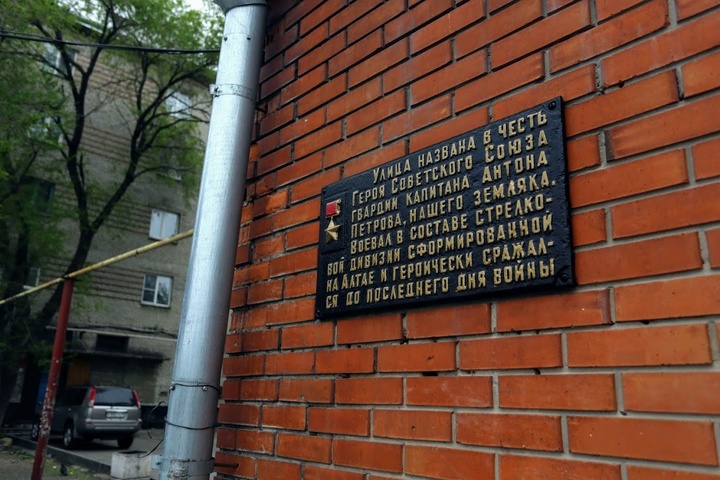 Улица названа в честь
Героя Советского Союза
гвардии капитана Антона
Петрова, нашего земляка.
Воевал в составе стрелко-
вой дивизии сформированной
на Алтае и героически сражал-
ся до последнего дня войны